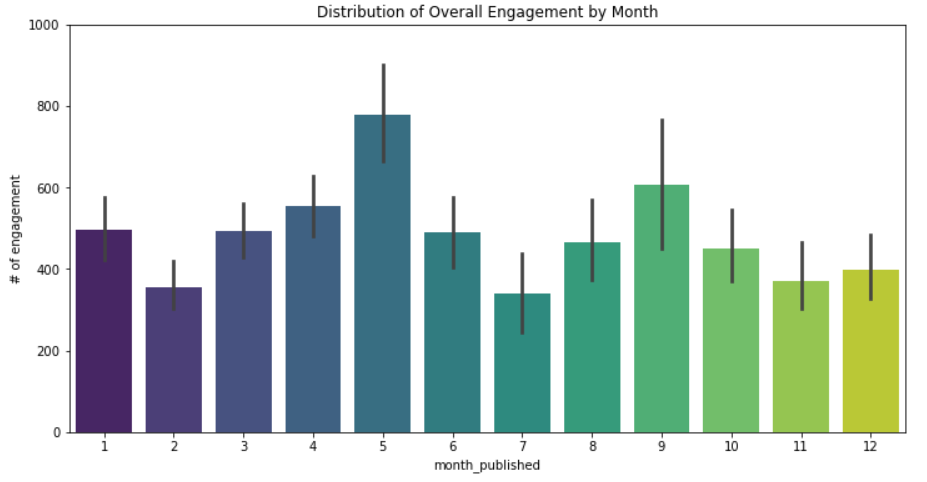 Distribution of Overall Engagement by Month
1000
800
600
400
200
0
# of engagement
1 2 3 4 5 6 7 8 9 10 11 12
month_published